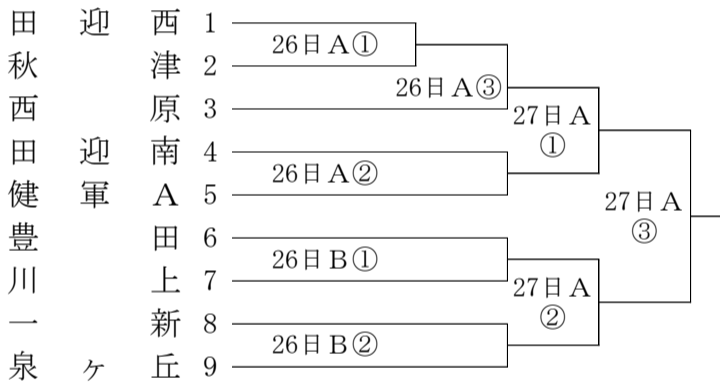 田迎西 1
26日A①
秋津 2
26日A③
西原 3
27日A
①
田迎南 4
26日A②
健軍A 5
27日A
③
豊田 6
26日B①
川上 7
27日A
②
一新 8
26日B②
泉ヶ丘 9